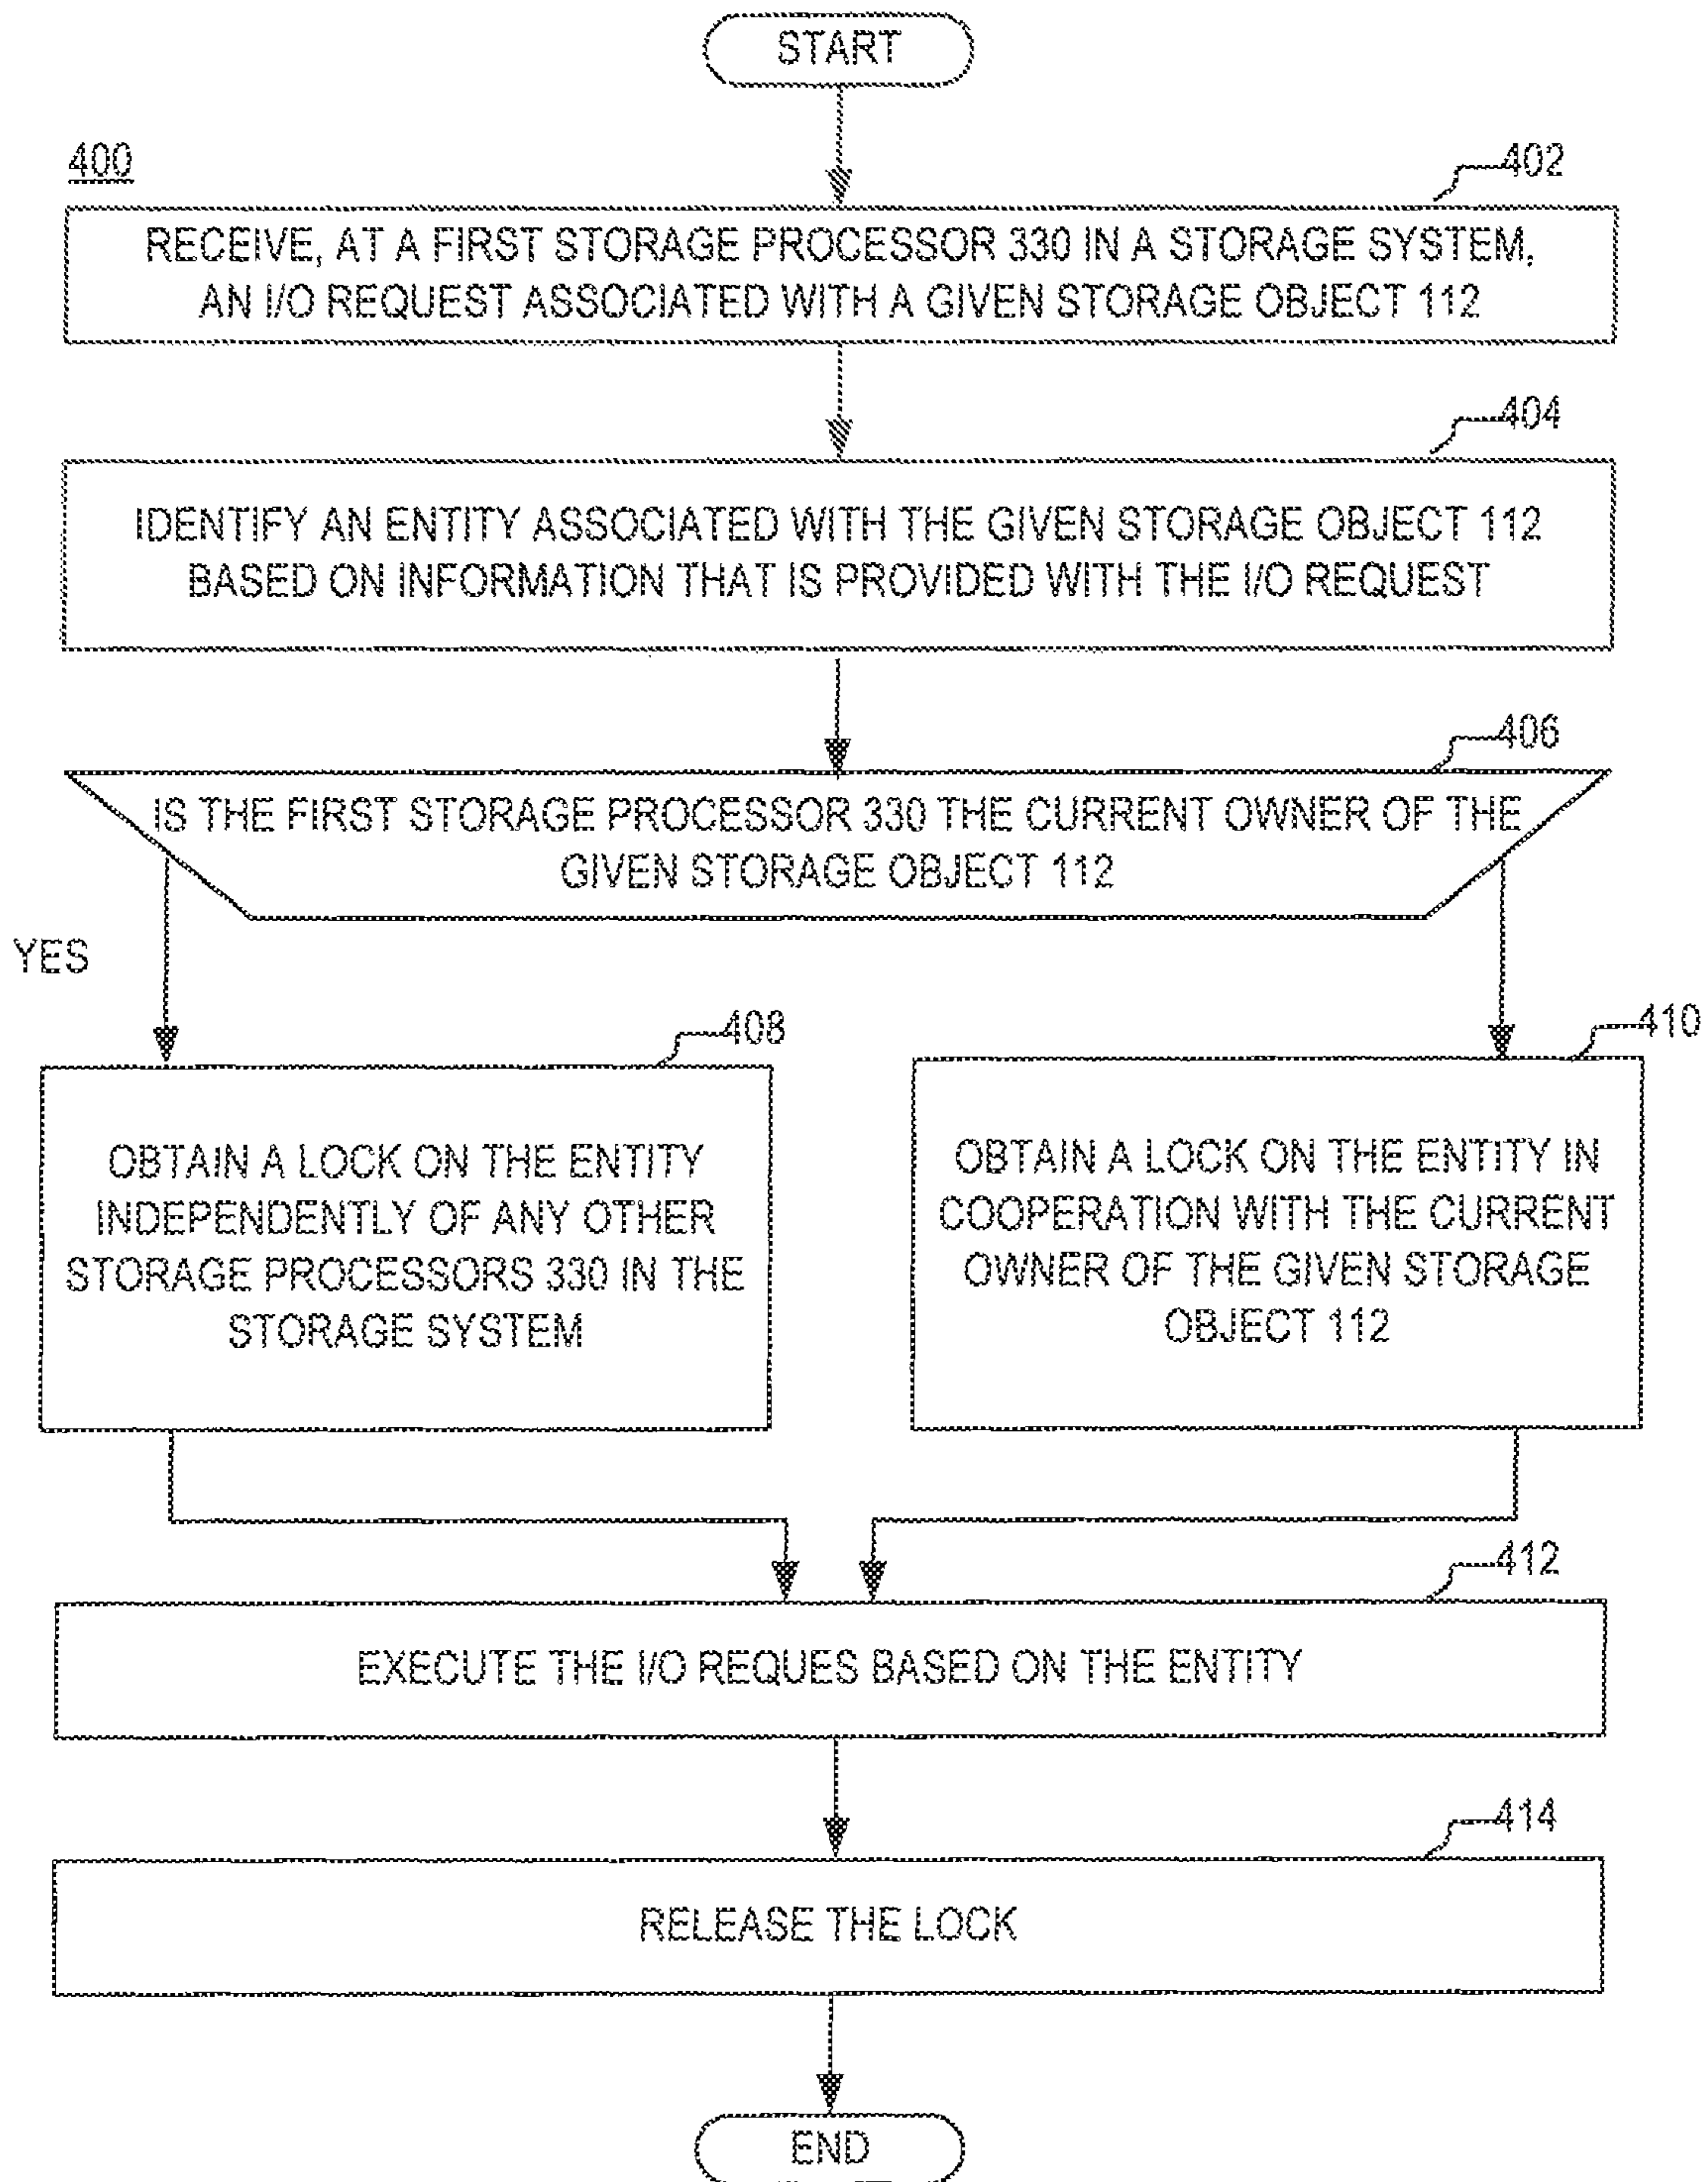 START
400
402
RECEIVE, AT A FIRST STORAGE PROCESSOR 330 IN A STORAGE SYSTEM,
AN I/O REQUEST ASSOCIATED WITH A GIVEN STORAGE OBJECT 112
404
IDENTIFY AN ENTITY ASSOCIATED WITH THE GIVEN STORAGE OBJECT 112
BASED ON INFORMATION THAT IS PROVIDED WITH THE I/O REQUEST
406
IS THE FIRST STORAGE PROCESSOR 330 THE CURRENT OWNER OF THE
GIVEN STORAGE OBJECT 112
YES
408
OBTAIN A LOCK ON THE ENTITY
INDEPENDENTLY OF ANY OTHER
STORAGE PROCESSORS 330 IN THE
STORAGE SYSTEM
410
OBTAIN A LOCK ON THE ENTITY IN
COOPERATION WITH THE CURRENT
OWNER OF THE GIVEN STORAGE
OBJECT 112
412
EXECUTE THE I/O REQUES BASED ON THE ENTITY
414
RELEASE THE LOCK
END